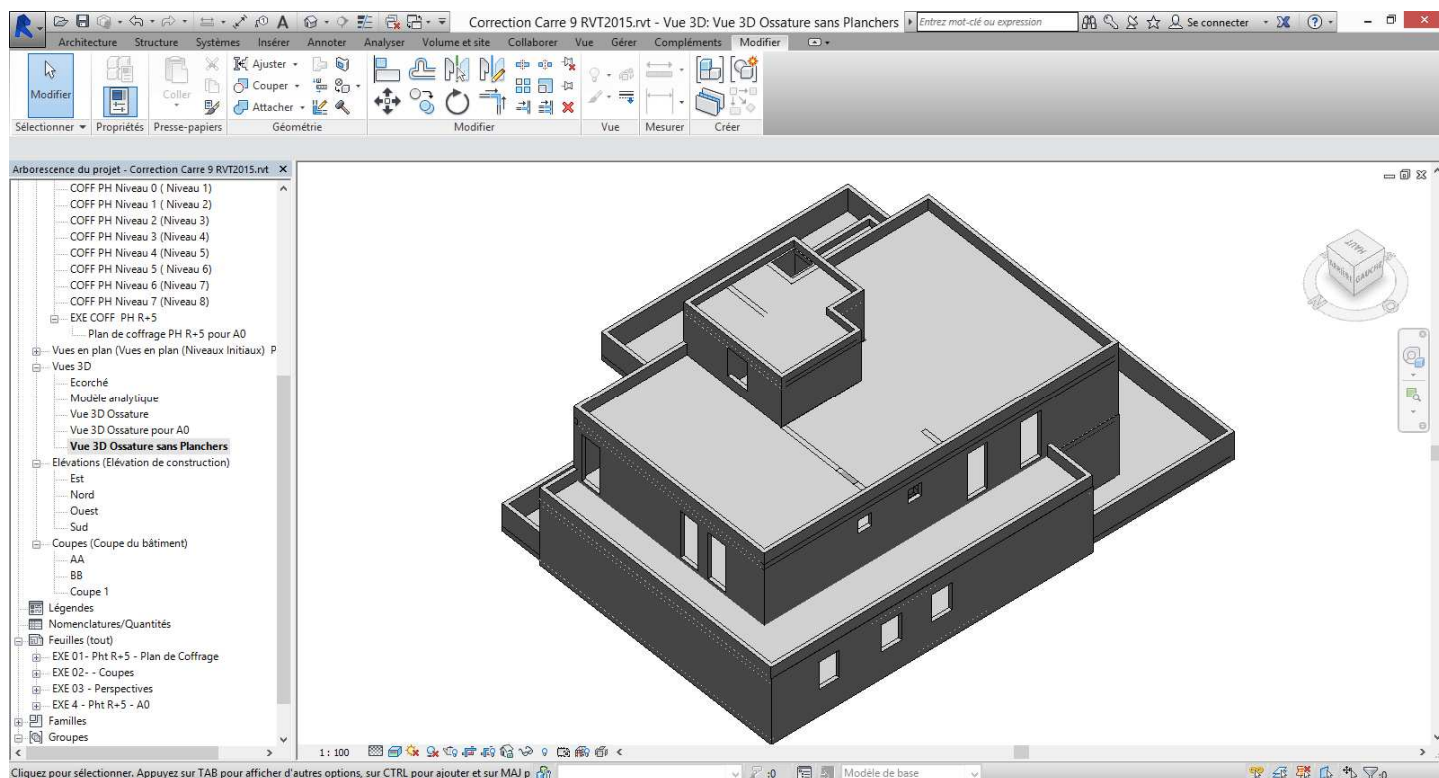 Correction Carre 9 RVT2015.rvt - Vue 3D: Vue 3D Ossature sans Planchers
Entrez mot-clé ou expression
Se connecter
Architecture Structure Systèmes Insérer Annoter Analyser Volume et site Collaborer Vue Gérer Compléments Modifier
Modifier
Coller
Ajuster
Couper
Attacher
Sélectionner Propriétés Presse-papiers Géométrie Modifier Vue Mesurer Créer
Arborescence du projet - Correction Carre 9 RVT2015.rvt
COFF PH Niveau 0 ( Niveau 1)
COFF PH Niveau 1 ( Niveau 2)
COFF PH Niveau 2 (Niveau 3)
COFF PH Niveau 3 (Niveau 4)
COFF PH Niveau 4 (Niveau 5)
COFF PH Niveau 5 ( Niveau 6)
COFF PH Niveau 6 (Niveau 7)
COFF PH Niveau 7 (Niveau 8)
EXE COFF PH R+5
Plan de coffrage PH R+5 pour A0
Vues en plan (Vues en plan (Niveaux Initiaux) P
Vues 3D
Ecorché
Modèle analytique
Vue 3D Ossature
Vue 3D Ossature pour A0
Vue 3D Ossature sans Planchers
Elévations (Elévation de construction)
Est
Nord
Ouest
Sud
Coupes (Coupe du bâtiment)
AA
BB
Coupe 1
Légendes
Nomenclatures/Quantités
Feuilles (tout)
EXE 01- Pht R+5 - Plan de Coffrage
EXE 02- - Coupes
EXE 03 - Perspectives
EXE 4 - Pht R+5 - A0
Familles
Groupes
HAUT
GAUCHE
N
O
1 : 100
Cliquez pour sélectionner. Appuyez sur TAB pour afficher d'autres options, sur CTRL pour ajouter et sur MAJ p
:0
Modèle de base
:0